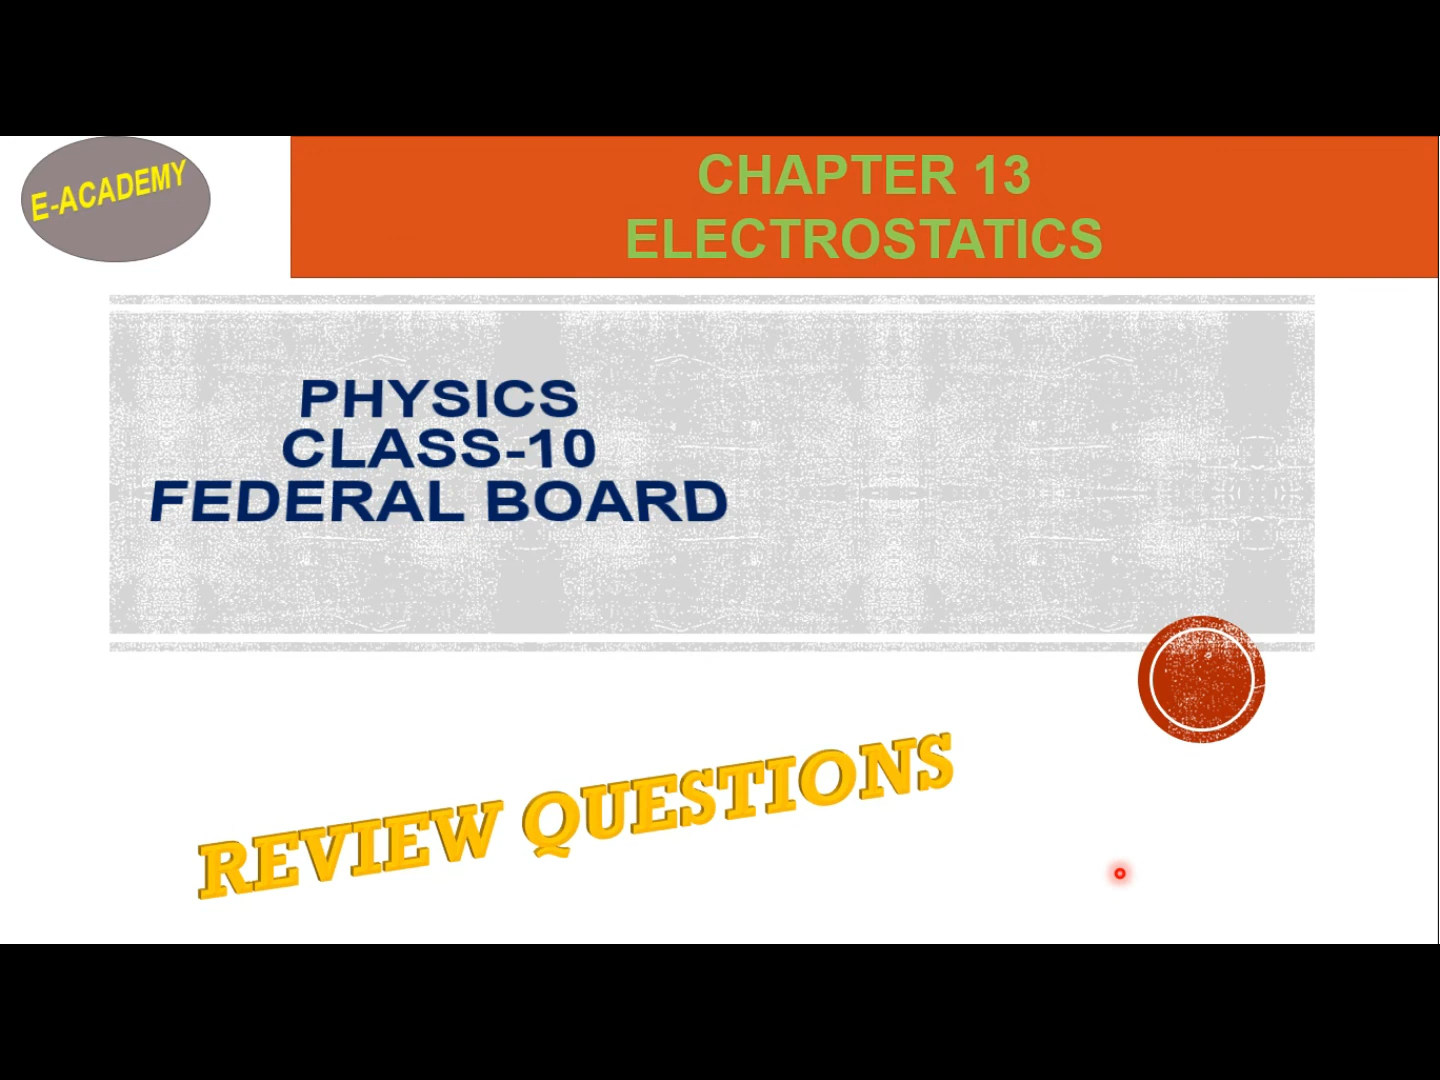 E-ACADEMY
CHAPTER 13
ELECTROSTATICS
PHYSICS
CLASS-10
FEDERAL BOARD
REVIEW QUESTIONS